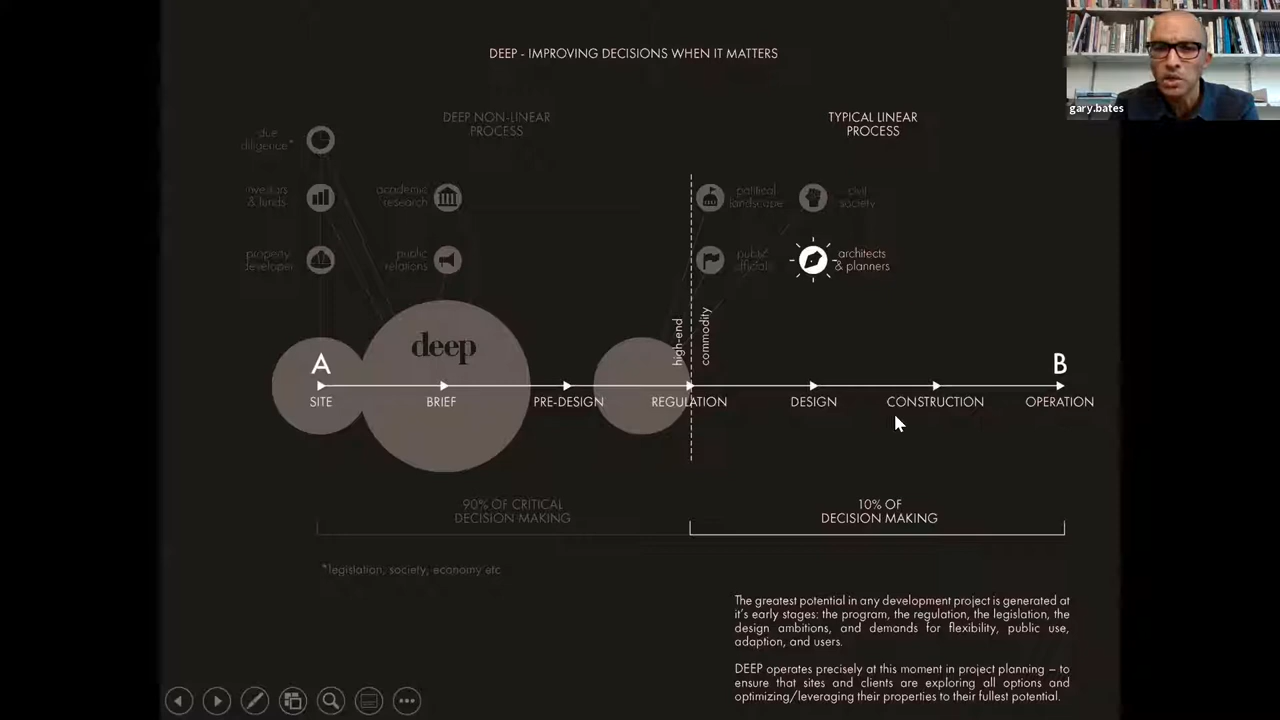 DEEP - IMPROVING DECISIONS WHEN IT MATTERS
gary.bates
DEEP NON-LINEAR
PROCESS
TYPICAL LINEAR
PROCESS
due
diligence*
investors
& funds
academic
research
political
landscape
civil
society
property
developer
public
relations
public
official
architects
& planners
high-end
commodity
deep
A
B
SITE
BRIEF
PRE-DESIGN
REGULATION
DESIGN
CONSTRUCTION
OPERATION
90% OF CRITICAL
DECISION MAKING
10% OF
DECISION MAKING
*legislation, society, economy etc
The greatest potential in any development project is generated at
it's early stages: the program, the regulation, the legislation, the
design ambitions, and demands for flexibility, public use,
adaption, and users.
DEEP operates precisely at this moment in project planning – to
ensure that sites and clients are exploring all options and
optimizing/leveraging their properties to their fullest potential.